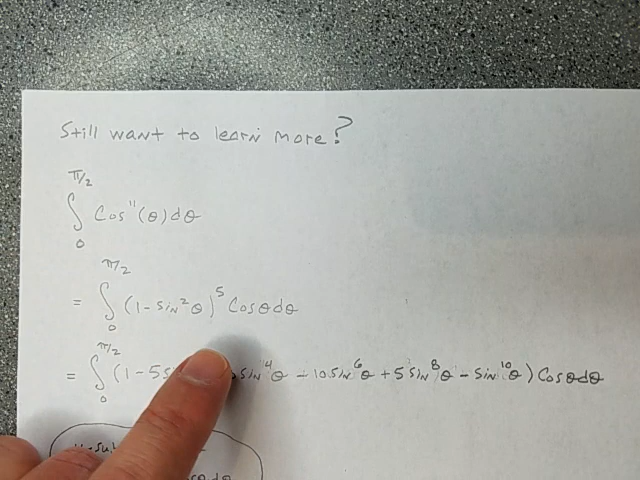 Still want to learn more?
π/2
∫ Cos¹¹(θ)dθ
0
π/2
= ∫ (1-sin²θ)⁵ Cosθdθ
0
π/2
= ∫ (1-5 sin⁴θ - 10sin⁶θ + 5sin⁸θ - sin¹⁰θ) Cosθdθ
0